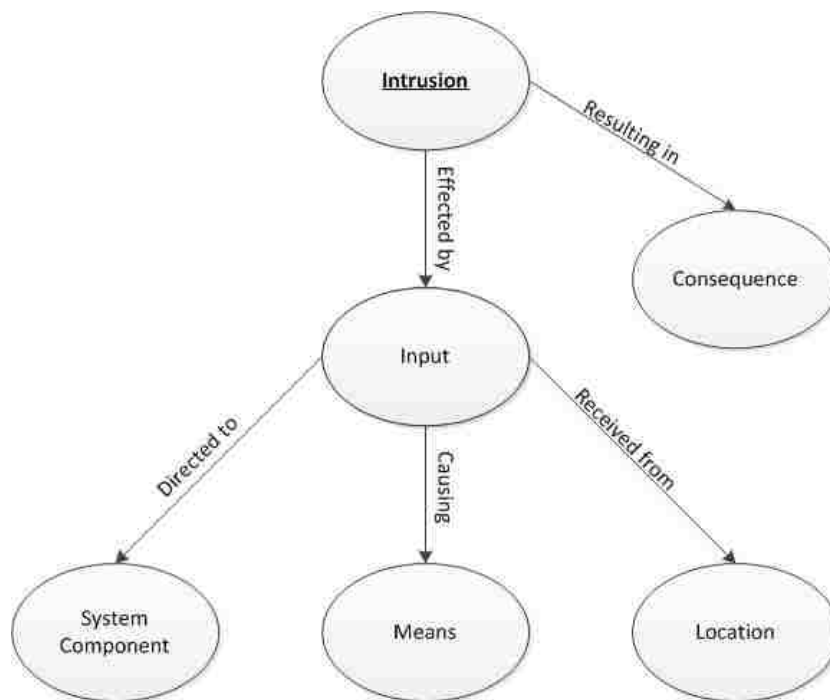 Intrusion
Resulting in
Effected by
Consequence
Input
Directed to
Causing
Received from
System
Component
Means
Location